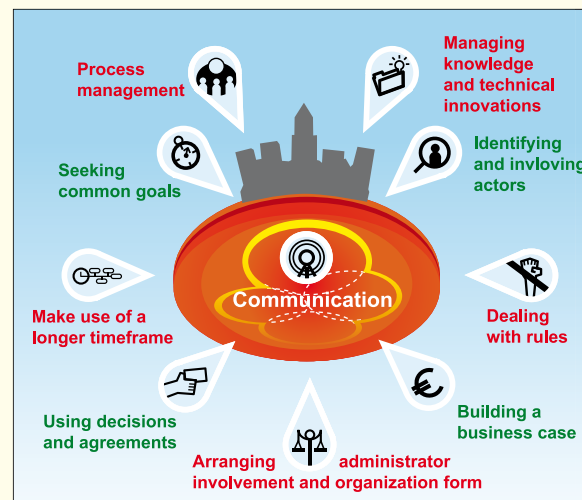 Process
management
Managing
knowledge
and technical
innovations
Seeking
common goals
Identifying
and invloving
actors
Communication
Make use of a
longer timeframe
Dealing
with rules
Using decisions
and agreements
Building a
business case
Arranging administrator
involvement and organization form